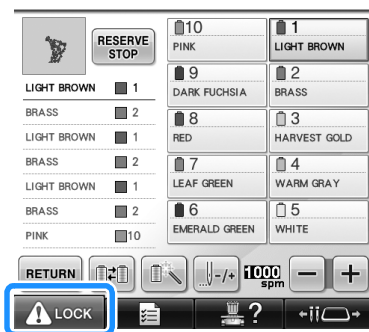 RESERVE
STOP
LIGHT BROWN 1
BRASS 2
LIGHT BROWN 1
BRASS 2
LIGHT BROWN 1
BRASS 2
PINK 10
10
PINK
1
LIGHT BROWN
9
DARK FUCHSIA
2
BRASS
8
RED
3
HARVEST GOLD
7
LEAF GREEN
4
WARM GRAY
6
EMERALD GREEN
5
WHITE
RETURN
-/+
1000
spm
− +
LOCK
?